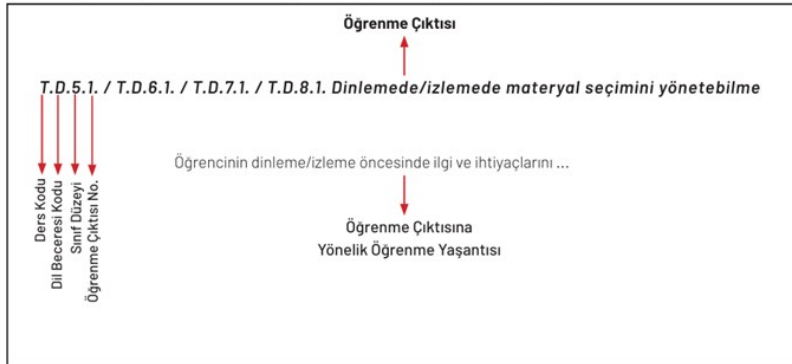 Öğrenme Çıktısı
T.D.5.1. / T.D.6.1. / T.D.7.1. / T.D.8.1. Dinlemede/izlemede materyal seçimini yönetebilme
Öğrencinin dinleme/izleme öncesinde ilgi ve ihtiyaçlarını ...
Ders Kodu
Dil Beceresi Kodu
Sınıf Düzeyi
Öğrenme Çıktısı No.
Öğrenme Çıktısına
Yönelik Öğrenme Yaşantısı